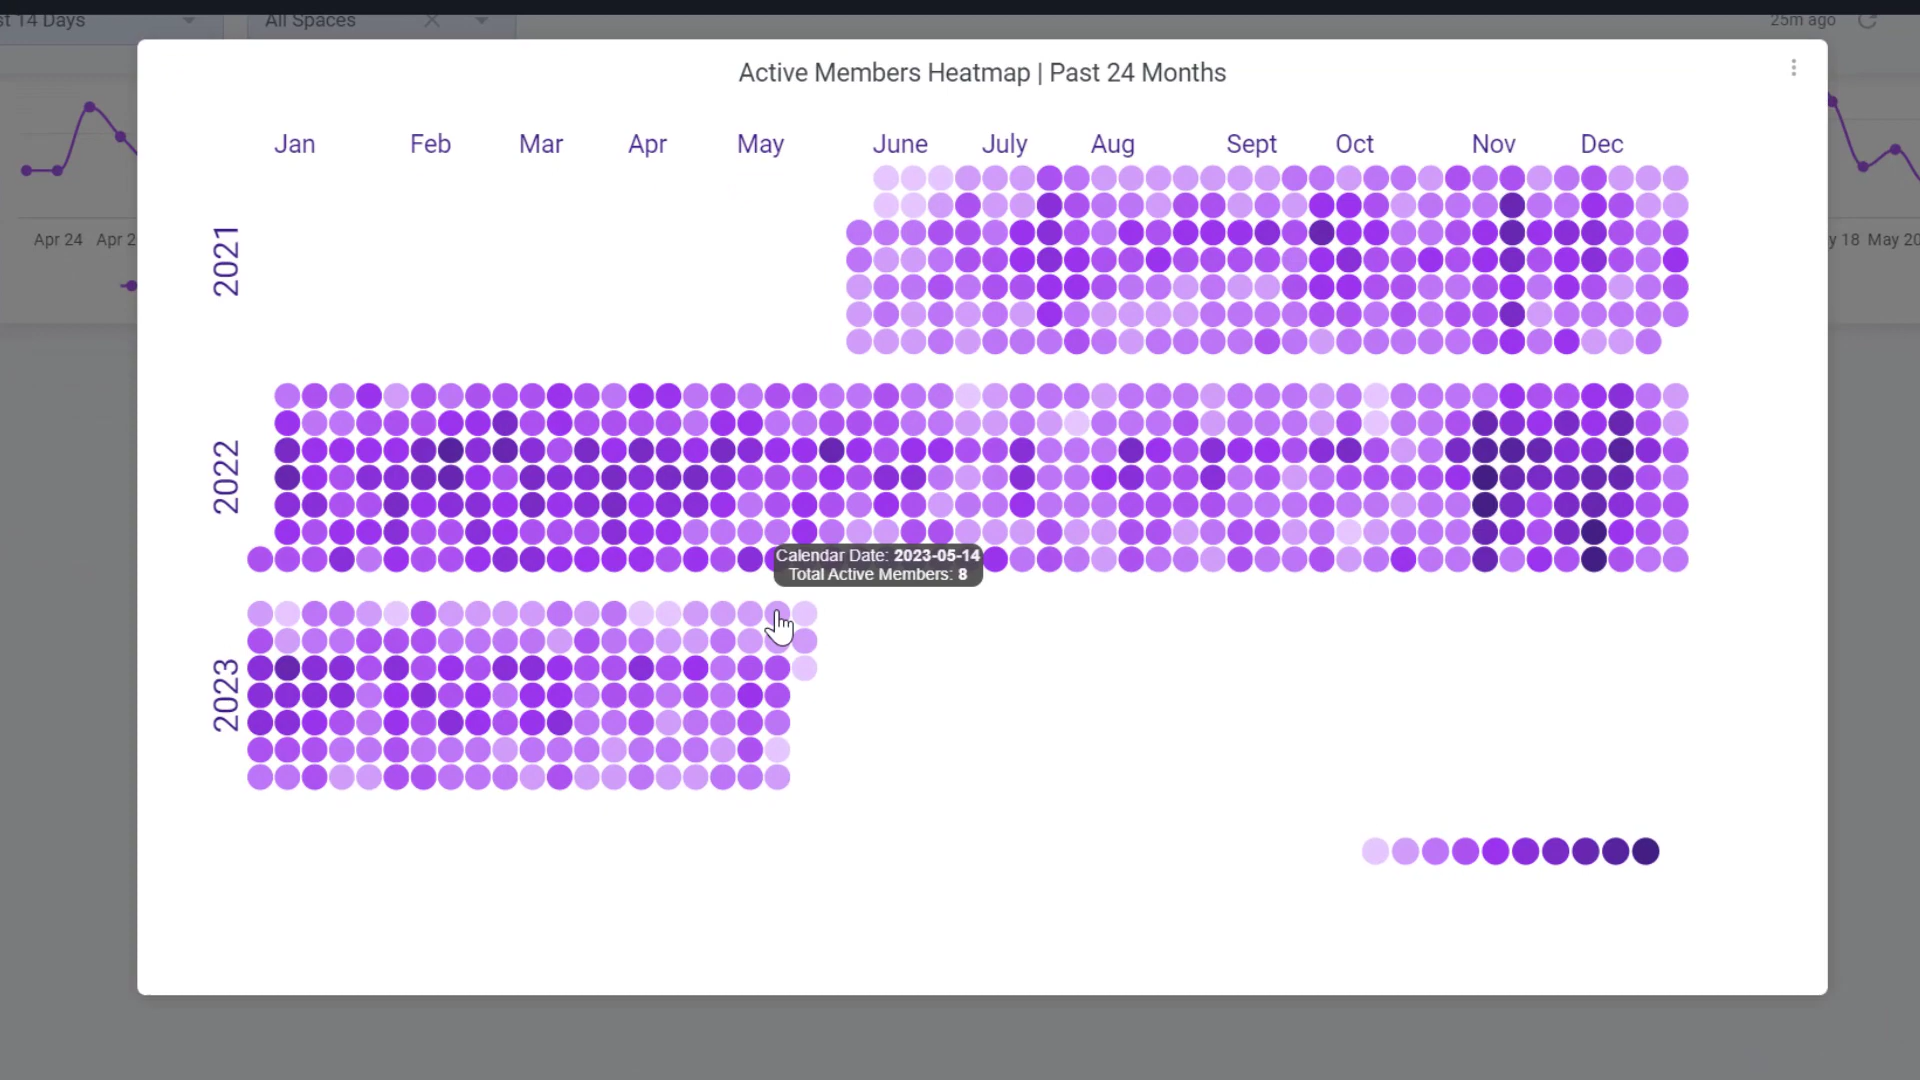 st 14 Days
All Spaces
25m ago
Active Members Heatmap | Past 24 Months
Jan Feb Mar Apr May June July Aug Sept Oct Nov Dec
2021
Apr 24 Apr 2
y 18 May 20
2022
Calendar Date: 2023-05-14
Total Active Members: 8
2023